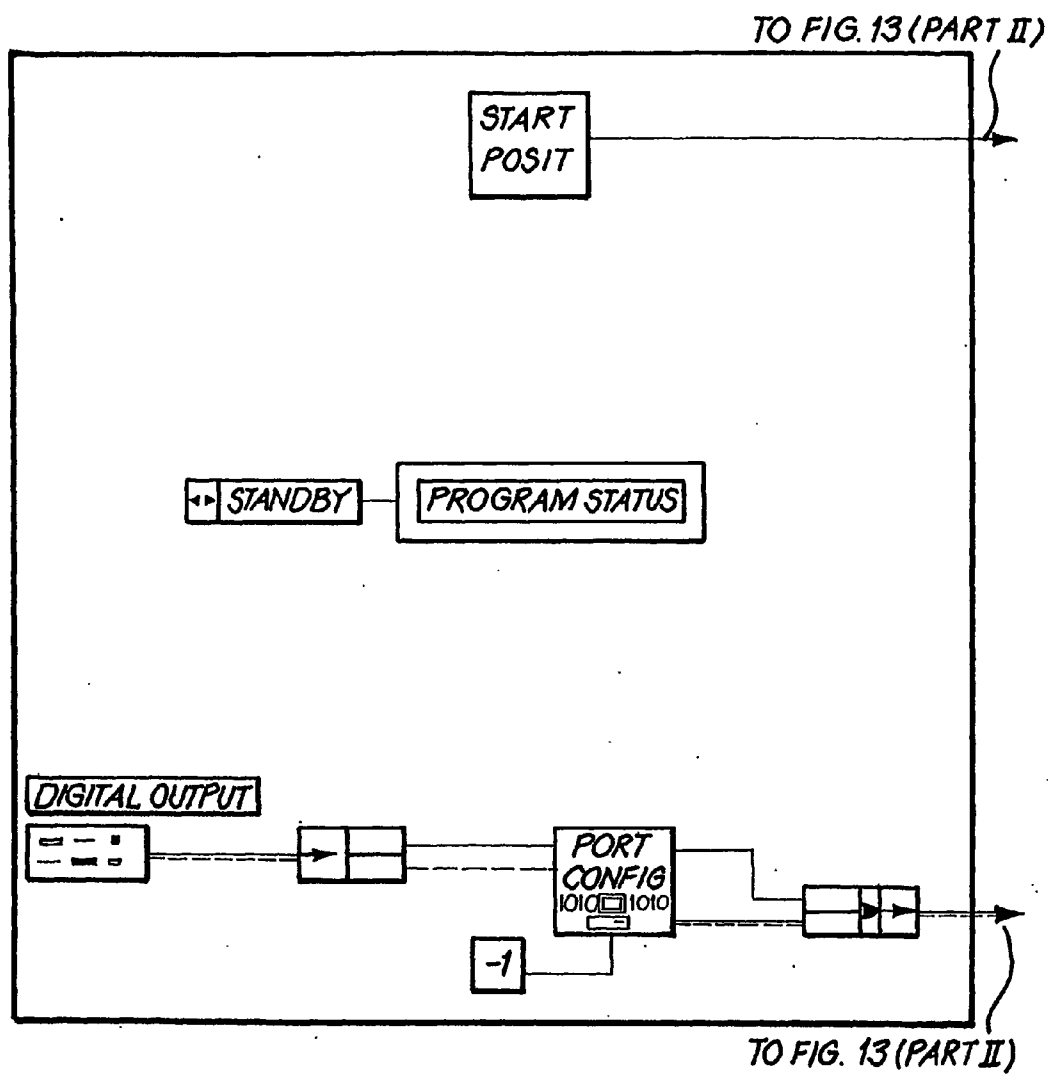 TO FIG. 13 (PART II)
START
POSIT
STANDBY
PROGRAM STATUS
DIGITAL OUTPUT
PORT
CONFIG
1010 1010
-1
TO FIG. 13 (PART II)